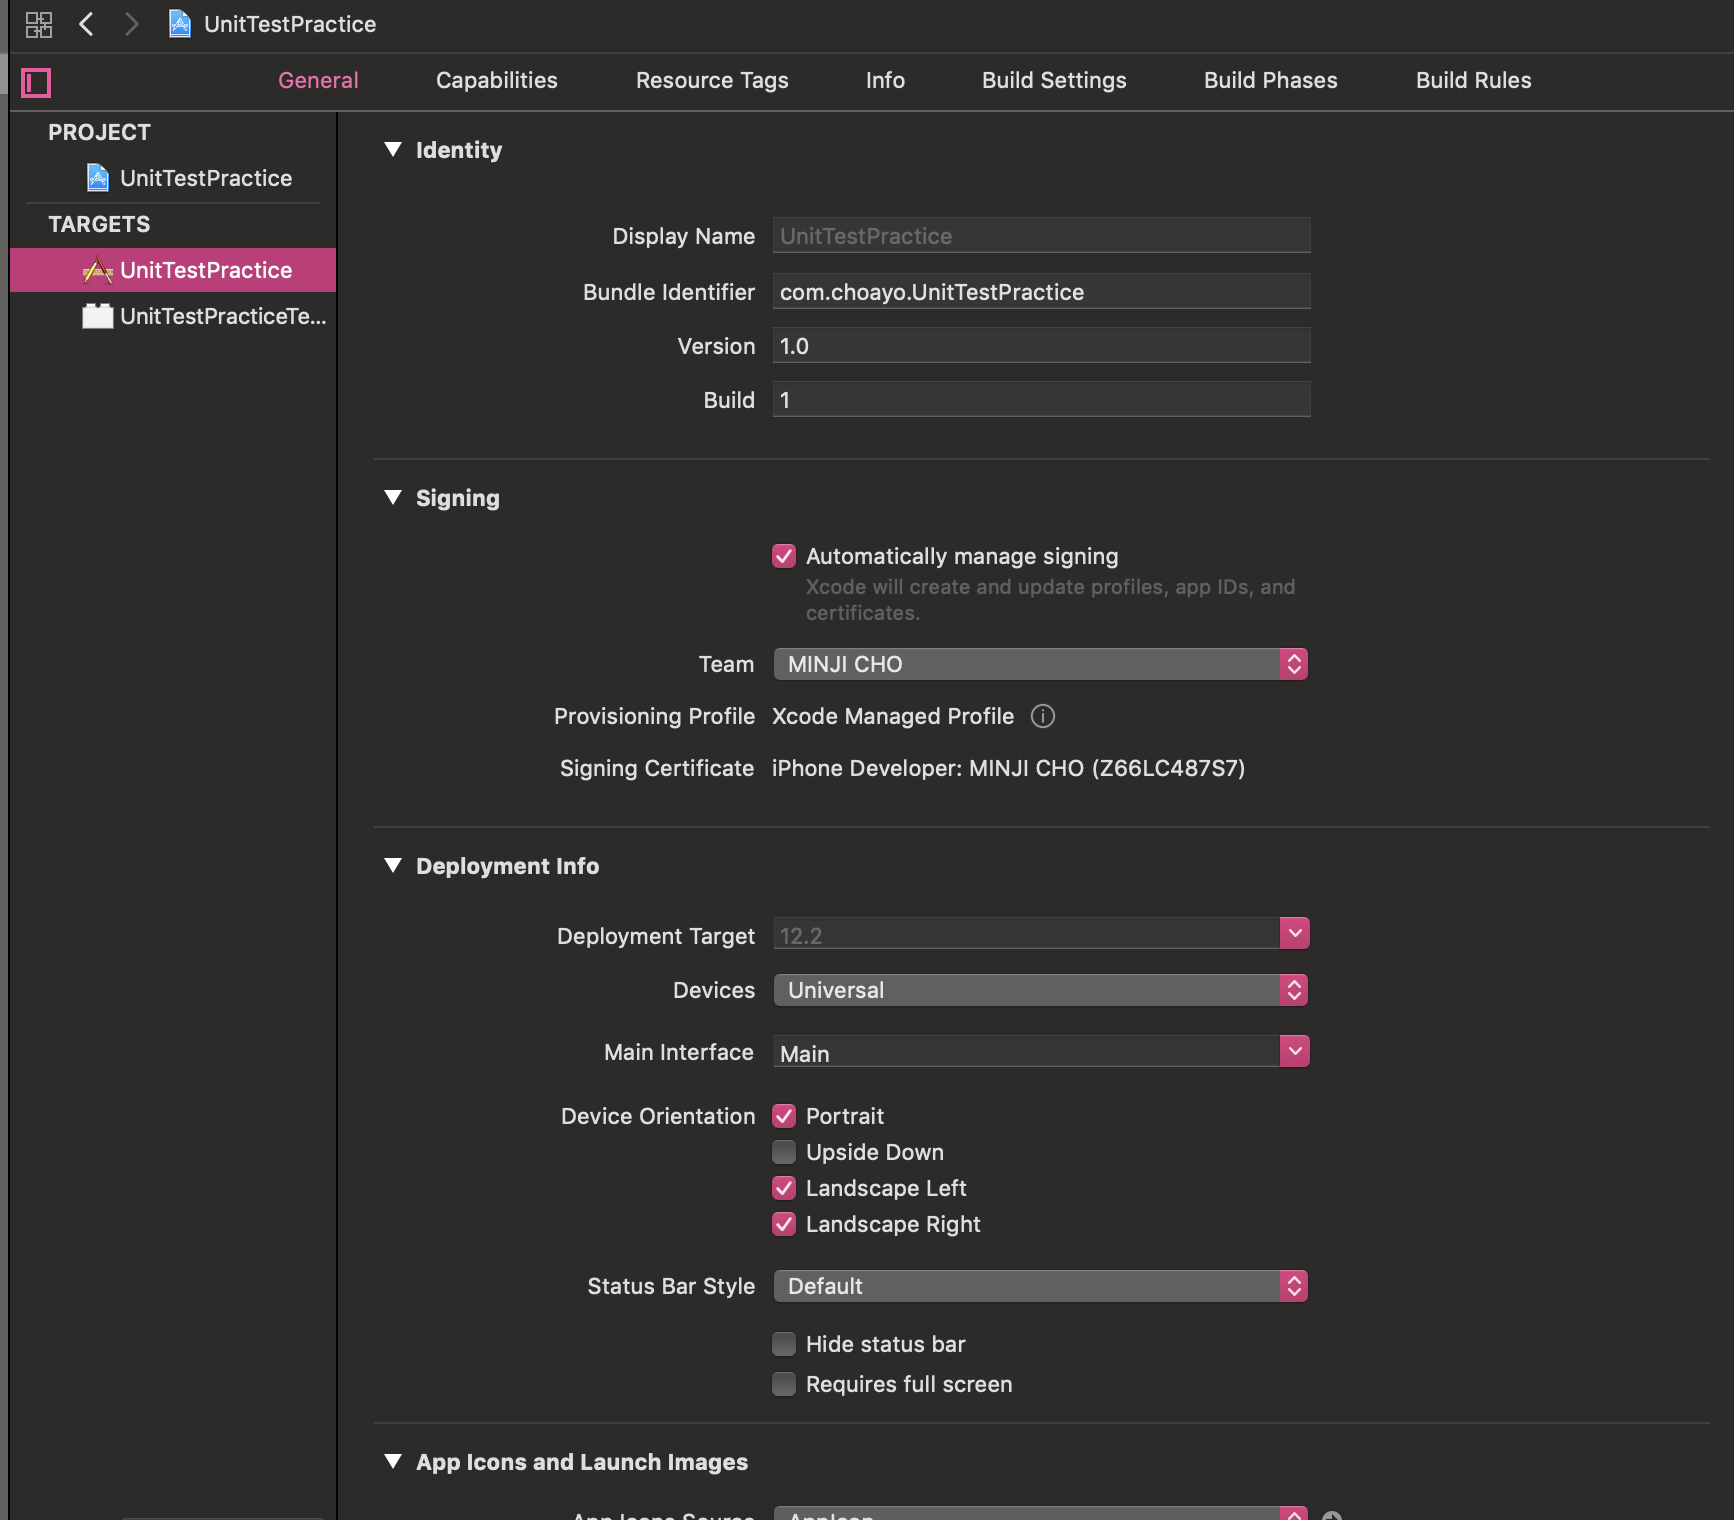 UnitTestPractice
General Capabilities Resource Tags Info Build Settings Build Phases Build Rules
PROJECT
UnitTestPractice
TARGETS
UnitTestPractice
UnitTestPracticeTe...
Identity
Display Name UnitTestPractice
Bundle Identifier com.choayo.UnitTestPractice
Version 1.0
Build 1
Signing
Automatically manage signing
Xcode will create and update profiles, app IDs, and
certificates.
Team MINJI CHO
Provisioning Profile Xcode Managed Profile
Signing Certificate iPhone Developer: MINJI CHO (Z66LC487S7)
Deployment Info
Deployment Target 12.2
Devices Universal
Main Interface Main
Device Orientation Portrait
Upside Down
Landscape Left
Landscape Right
Status Bar Style Default
Hide status bar
Requires full screen
App Icons and Launch Images
App Icons Source AppIcon